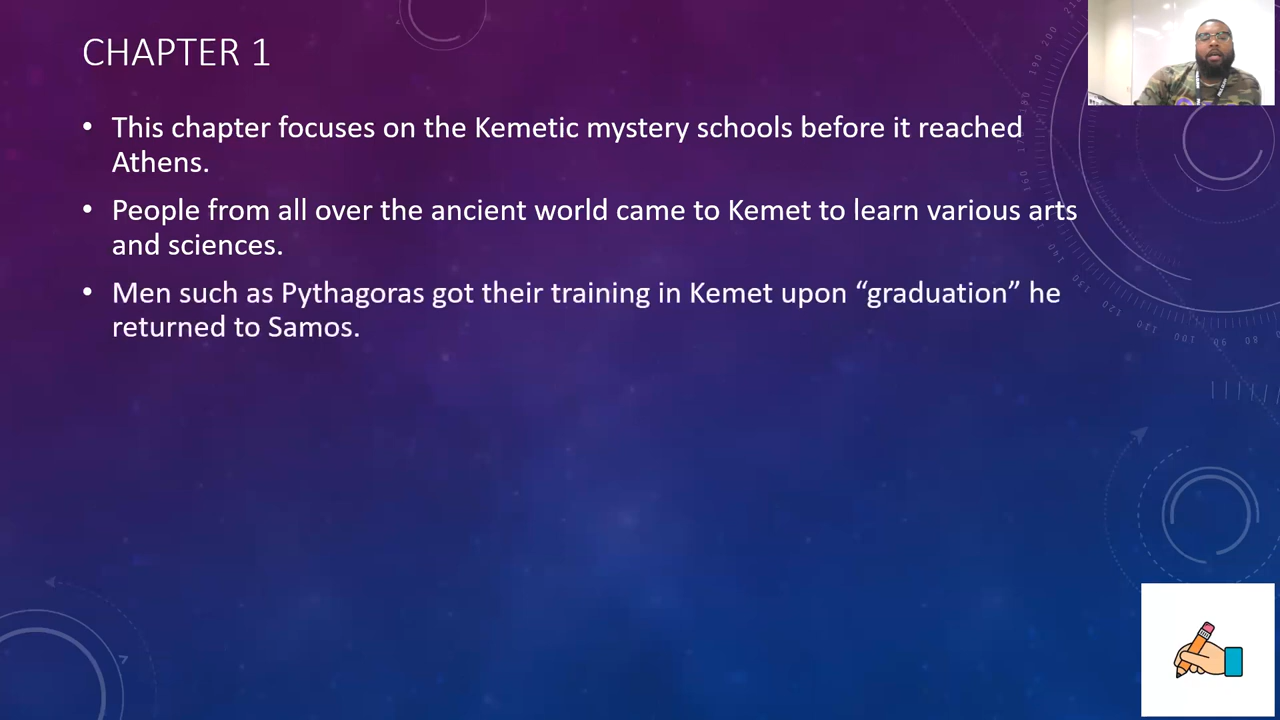 CHAPTER 1
• This chapter focuses on the Kemetic mystery schools before it reached
Athens.
• People from all over the ancient world came to Kemet to learn various arts
and sciences.
• Men such as Pythagoras got their training in Kemet upon “graduation” he
returned to Samos.